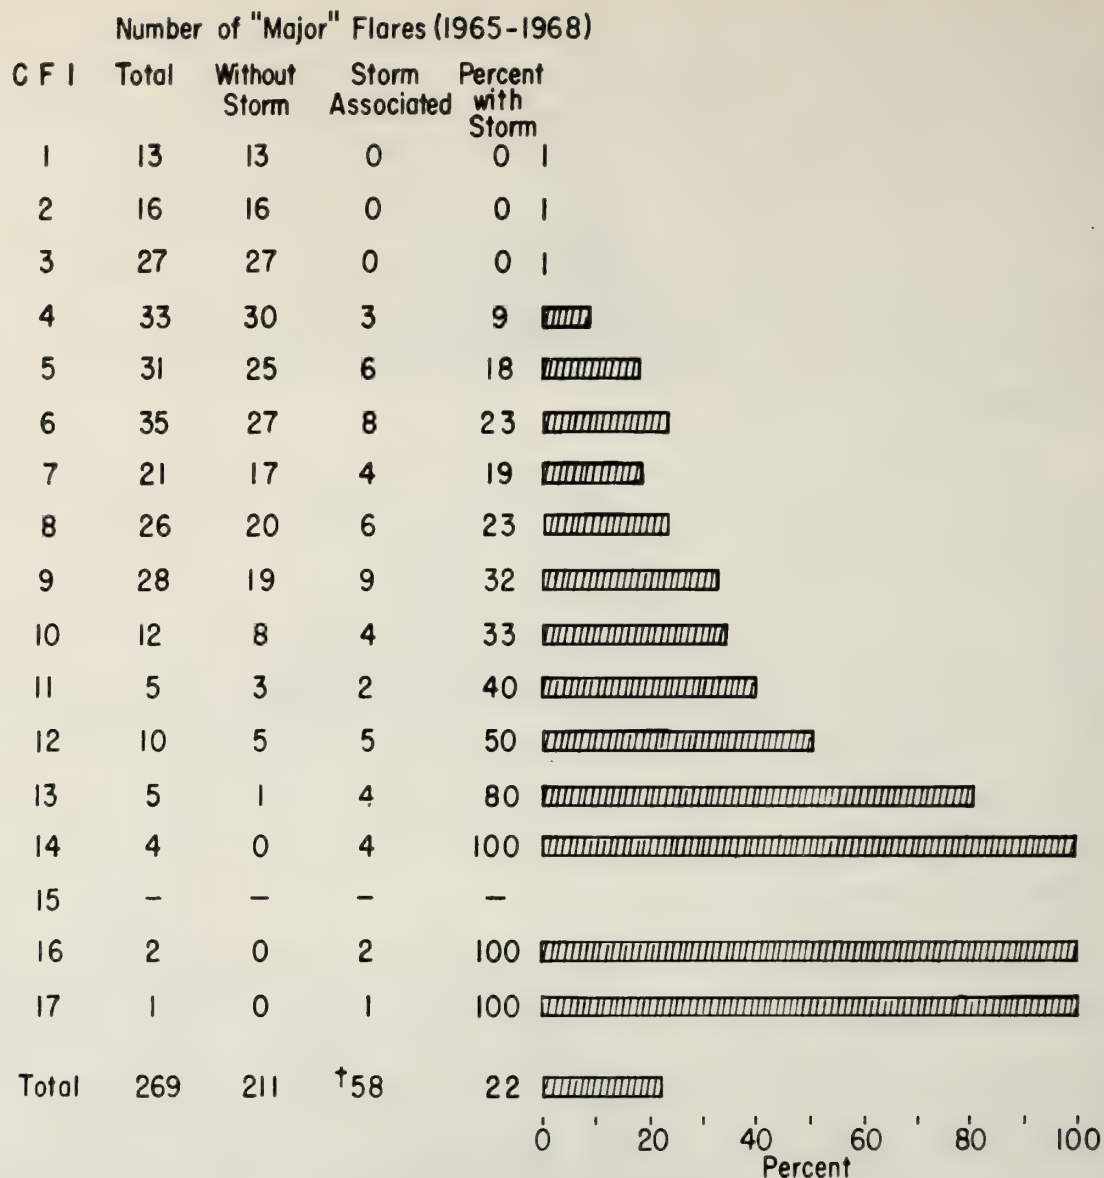 Number of "Major" Flares (1965-1968)
C F I Total Without Storm Storm Associated Percent with Storm
1 13 13 0 0
2 16 16 0 0
3 27 27 0 0
4 33 30 3 9
5 31 25 6 18
6 35 27 8 23
7 21 17 4 19
8 26 20 6 23
9 28 19 9 32
10 12 8 4 33
11 5 3 2 40
12 10 5 5 50
13 5 1 4 80
14 4 0 4 100
15 – – – –
16 2 0 2 100
17 1 0 1 100
Total 269 211 †58 22
0 20 40 60 80 100
Percent